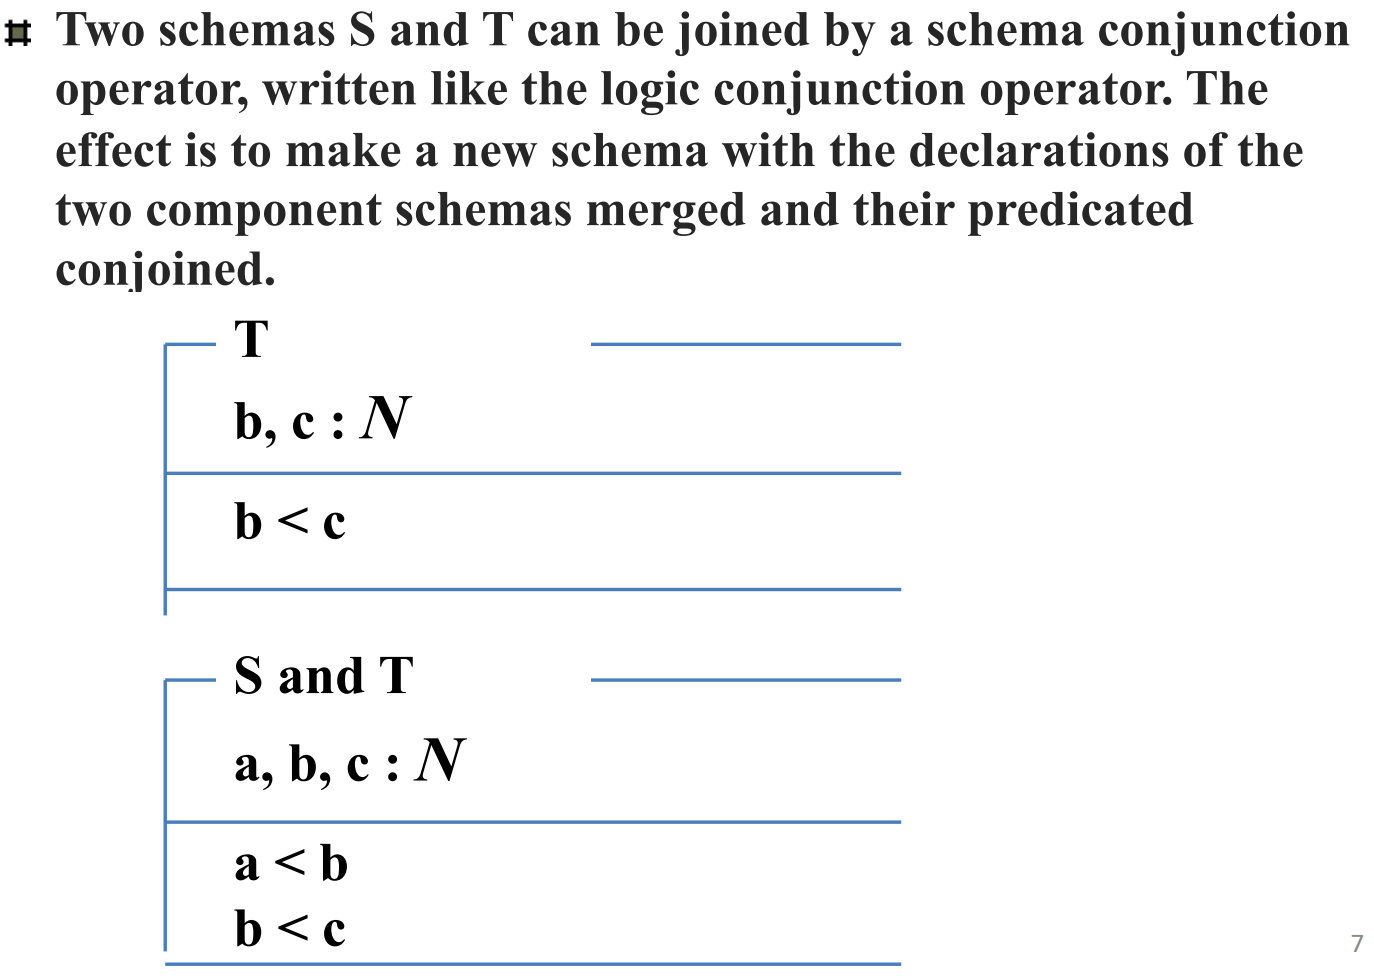 Two schemas S and T can be joined by a schema conjunction
operator, written like the logic conjunction operator. The
effect is to make a new schema with the declarations of the
two component schemas merged and their predicated
conjoined.
T
b, c : N
b < c
S and T
a, b, c : N
a < b
b < c
7